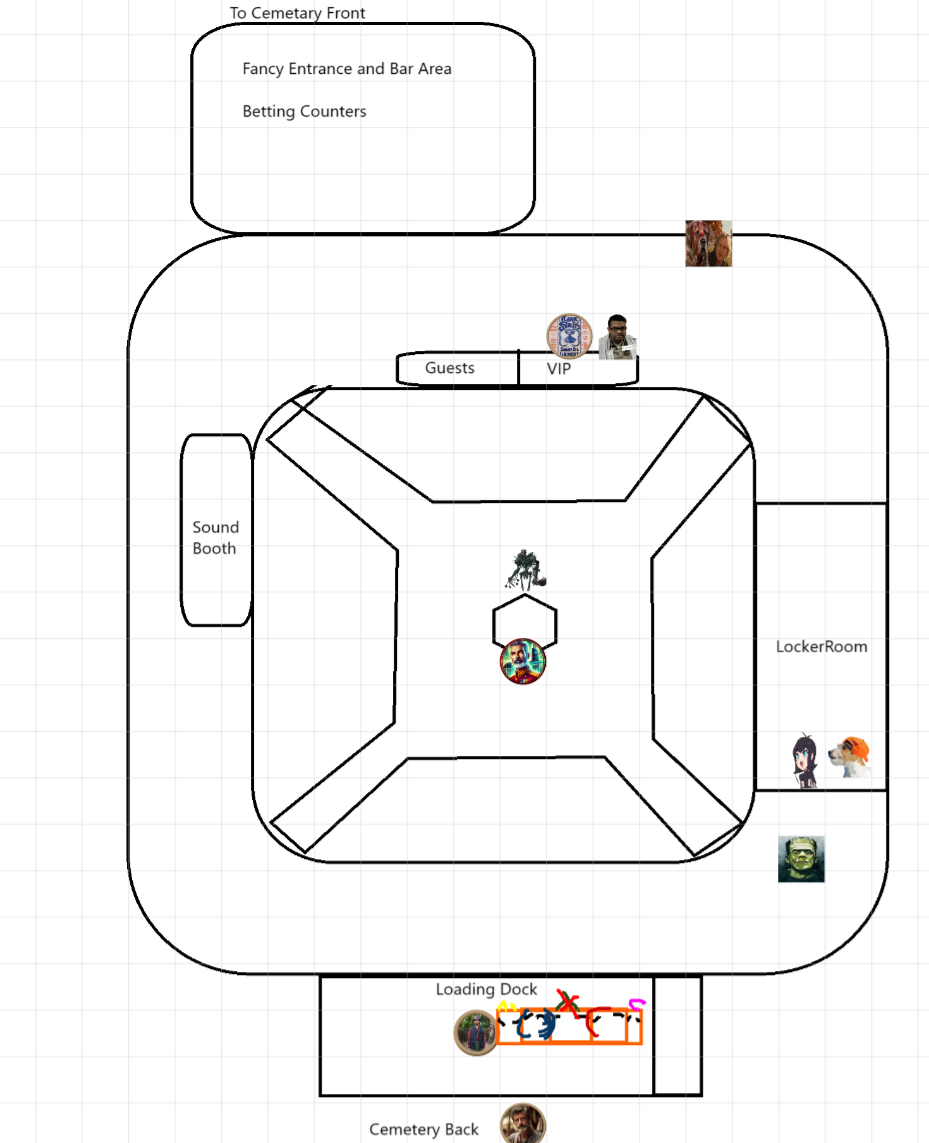 To Cemetary Front
Fancy Entrance and Bar Area
Betting Counters
Guests
VIP
Sound
Booth
LockerRoom
Loading Dock
Cemetery Back